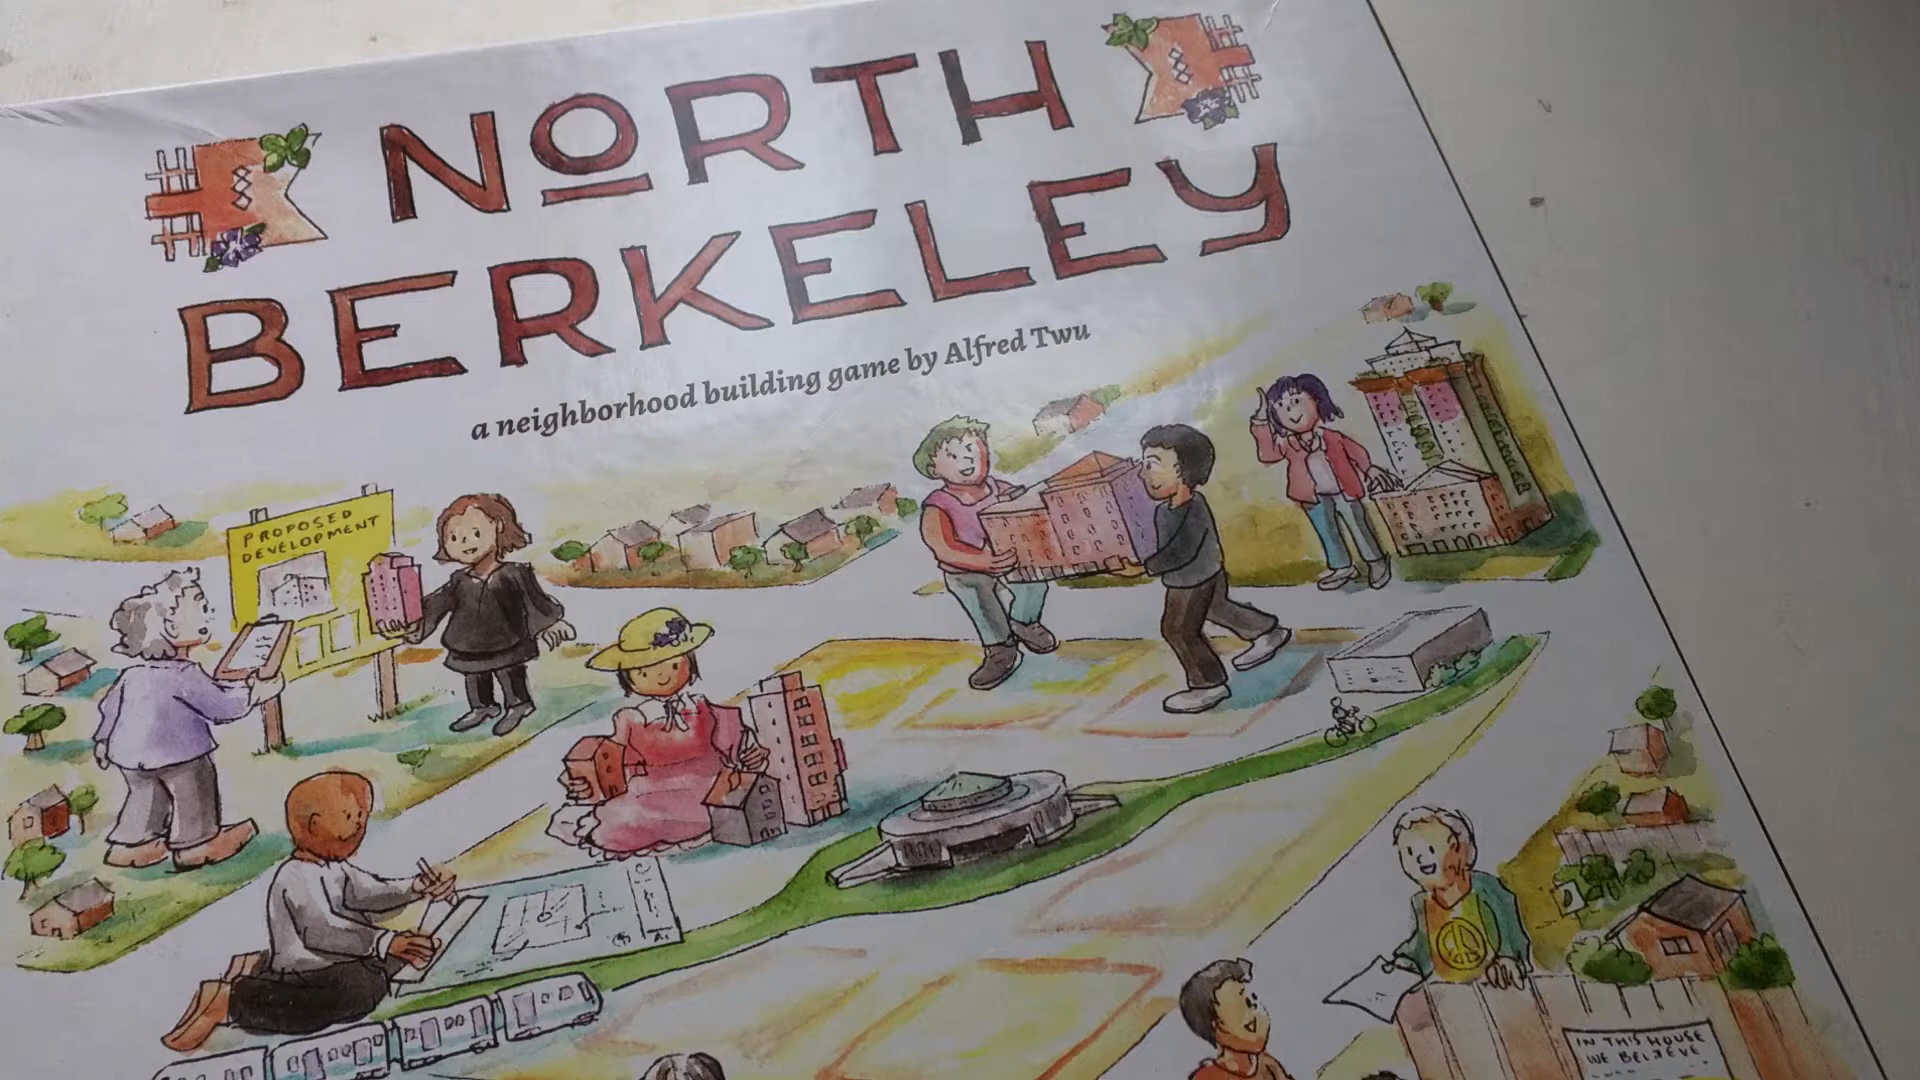 NORTH
BERKELEY
a neighborhood building game by Alfred Twu
PROPOSED
DEVELOPMENT
IN THIS HOUSE
WE BELIEVE